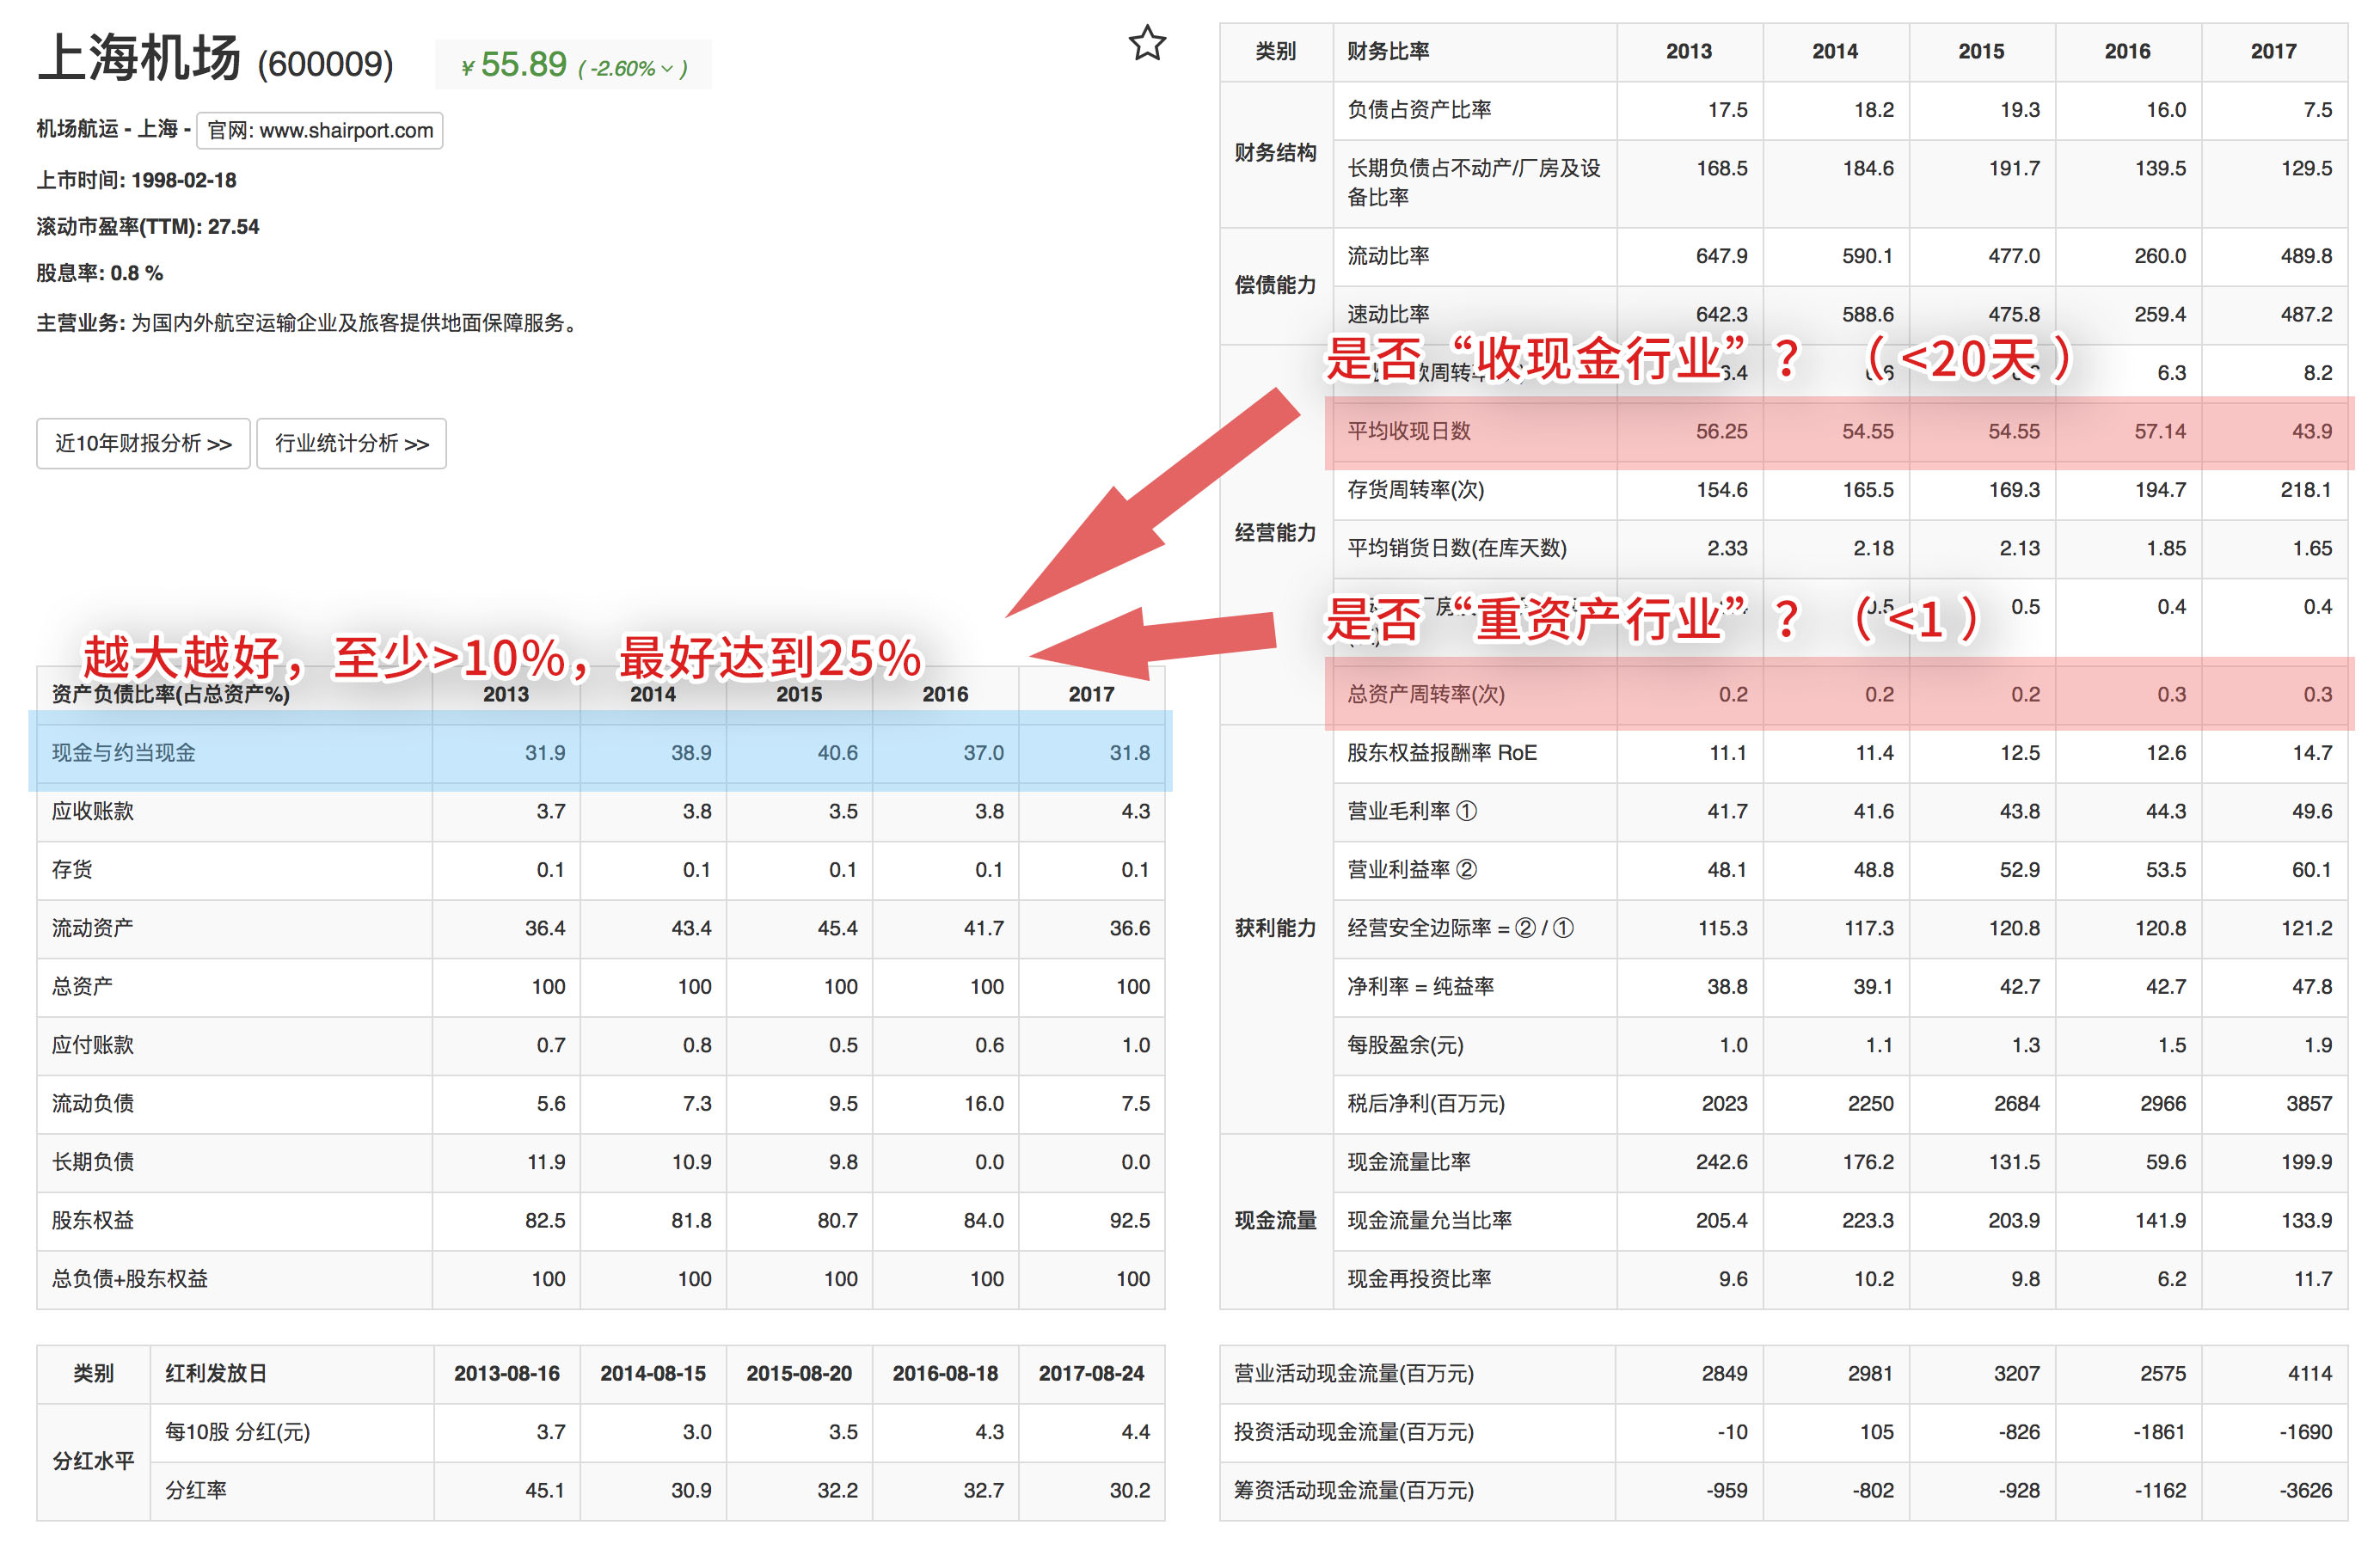 上海机场 (600009) ¥ 55.89 ( -2.60% )
机场航运 - 上海 - 官网: www.shairport.com
上市时间: 1998-02-18
滚动市盈率(TTM): 27.54
股息率: 0.8 %
主营业务: 为国内外航空运输企业及旅客提供地面保障服务。
近10年财报分析 >> 行业统计分析 >>
越大越好，至少>10%，最好达到25%
资产负债比率(占总资产%) 2013 2014 2015 2016 2017
现金与约当现金 31.9 38.9 40.6 37.0 31.8
应收账款 3.7 3.8 3.5 3.8 4.3
存货 0.1 0.1 0.1 0.1 0.1
流动资产 36.4 43.4 45.4 41.7 36.6
总资产 100 100 100 100 100
应付账款 0.7 0.8 0.5 0.6 1.0
流动负债 5.6 7.3 9.5 16.0 7.5
长期负债 11.9 10.9 9.8 0.0 0.0
股东权益 82.5 81.8 80.7 84.0 92.5
总负债+股东权益 100 100 100 100 100
类别 红利发放日 2013-08-16 2014-08-15 2015-08-20 2016-08-18 2017-08-24
分红水平
每10股 分红(元) 3.7 3.0 3.5 4.3 4.4
分红率 45.1 30.9 32.2 32.7 30.2
类别 财务比率 2013 2014 2015 2016 2017
财务结构
负债占资产比率 17.5 18.2 19.3 16.0 7.5
长期负债占不动产/厂房及设
备比率 168.5 184.6 191.7 139.5 129.5
偿债能力
流动比率 647.9 590.1 477.0 260.0 489.8
速动比率 642.3 588.6 475.8 259.4 487.2
是否“收现金行业”？ （<20天）
经营能力
6.3 8.2
平均收现日数 56.25 54.55 54.55 57.14 43.9
存货周转率(次) 154.6 165.5 169.3 194.7 218.1
平均销货日数(在库天数) 2.33 2.18 2.13 1.85 1.65
是否“重资产行业”？ （<1）
0.5 0.4 0.4
总资产周转率(次) 0.2 0.2 0.2 0.3 0.3
获利能力
股东权益报酬率 RoE 11.1 11.4 12.5 12.6 14.7
营业毛利率 ① 41.7 41.6 43.8 44.3 49.6
营业利益率 ② 48.1 48.8 52.9 53.5 60.1
经营安全边际率 = ② / ① 115.3 117.3 120.8 120.8 121.2
净利率 = 纯益率 38.8 39.1 42.7 42.7 47.8
每股盈余(元) 1.0 1.1 1.3 1.5 1.9
税后净利(百万元) 2023 2250 2684 2966 3857
现金流量
现金流量比率 242.6 176.2 131.5 59.6 199.9
现金流量允当比率 205.4 223.3 203.9 141.9 133.9
现金再投资比率 9.6 10.2 9.8 6.2 11.7
营业活动现金流量(百万元) 2849 2981 3207 2575 4114
投资活动现金流量(百万元) -10 105 -826 -1861 -1690
筹资活动现金流量(百万元) -959 -802 -928 -1162 -3626